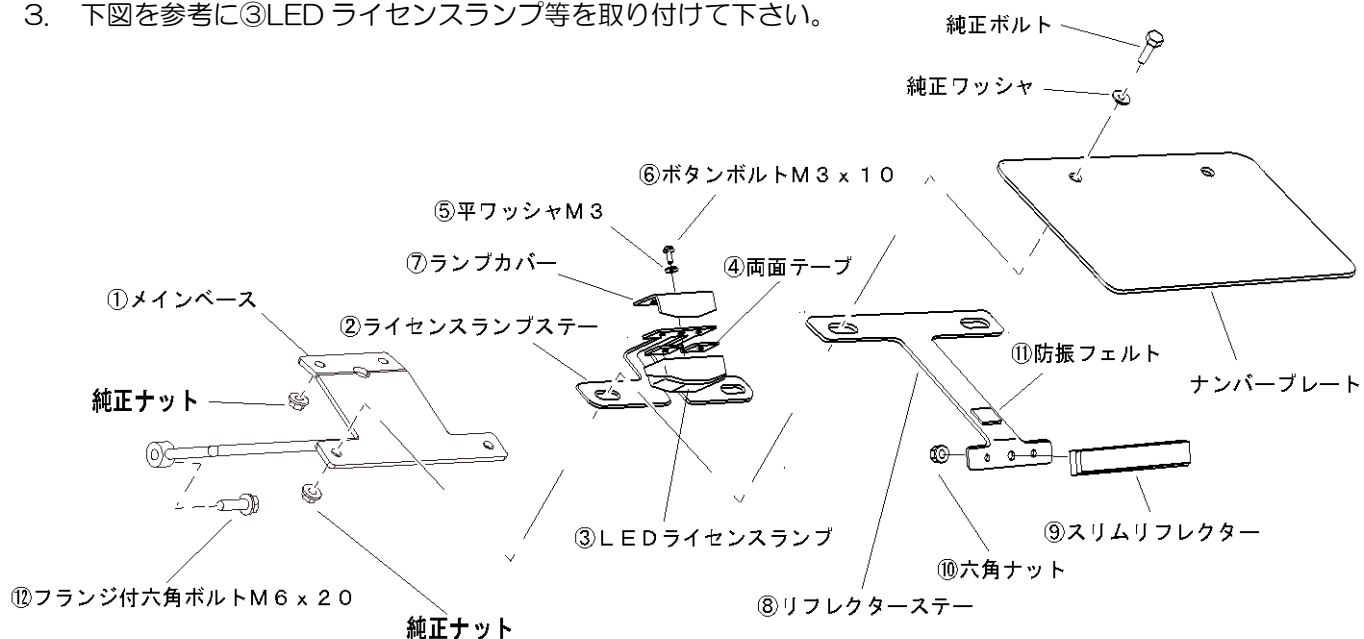 3. 下図を参考に③LED ライセンスランプ等を取り付けて下さい。
純正ボルト
純正ワッシャ
⑥ボタンボルトM3x10
⑤平ワッシャM3
⑦ランプカバー
④両面テープ
①メインベース
②ライセンスランプステー
⑪防振フェルト
ナンバープレート
純正ナット
③LEDライセンスランプ
⑨スリムリフレクター
⑩六角ナット
⑫フランジ付六角ボルトM6x20
⑧リフレクターステー
純正ナット